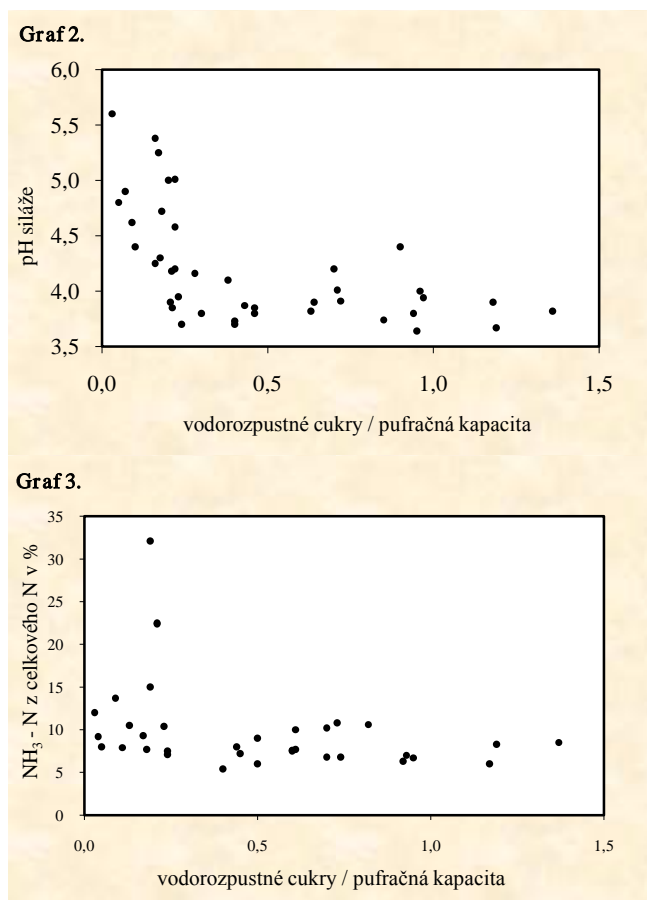 Graf 2.
6,0
5,5
5,0
4,5
4,0
3,5
pH siláže
0,0 0,5 1,0 1,5
vodorozpustné cukry / pufračná kapacita
Graf 3.
35
30
25
20
15
10
5
0
NH₃ - N z celkového N v %
0,0 0,5 1,0 1,5
vodorozpustné cukry / pufračná kapacita